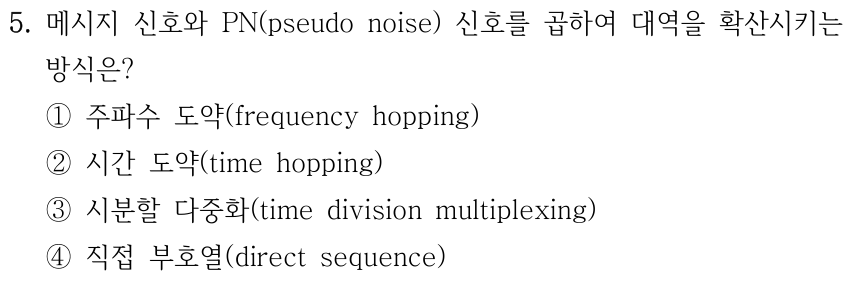 5. 메시지 신호와 PN(pseudo noise) 신호를 곱하여 대역을 확산시키는
방식은?
① 주파수 도약(frequency hopping)
② 시간 도약(time hopping)
③ 시분할 다중화(time division multiplexing)
④ 직접 부호열(direct sequence)